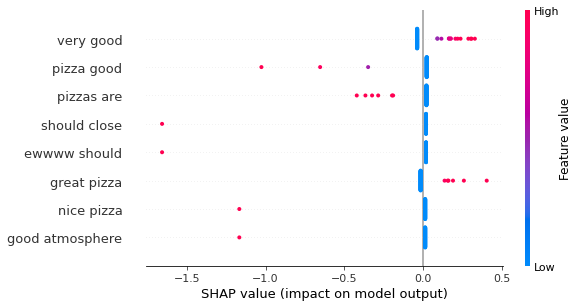 High
very good
pizza good
pizzas are
should close
ewwww should
great pizza
nice pizza
good atmosphere
Feature value
Low
−1.5 −1.0 −0.5 0.0 0.5
SHAP value (impact on model output)